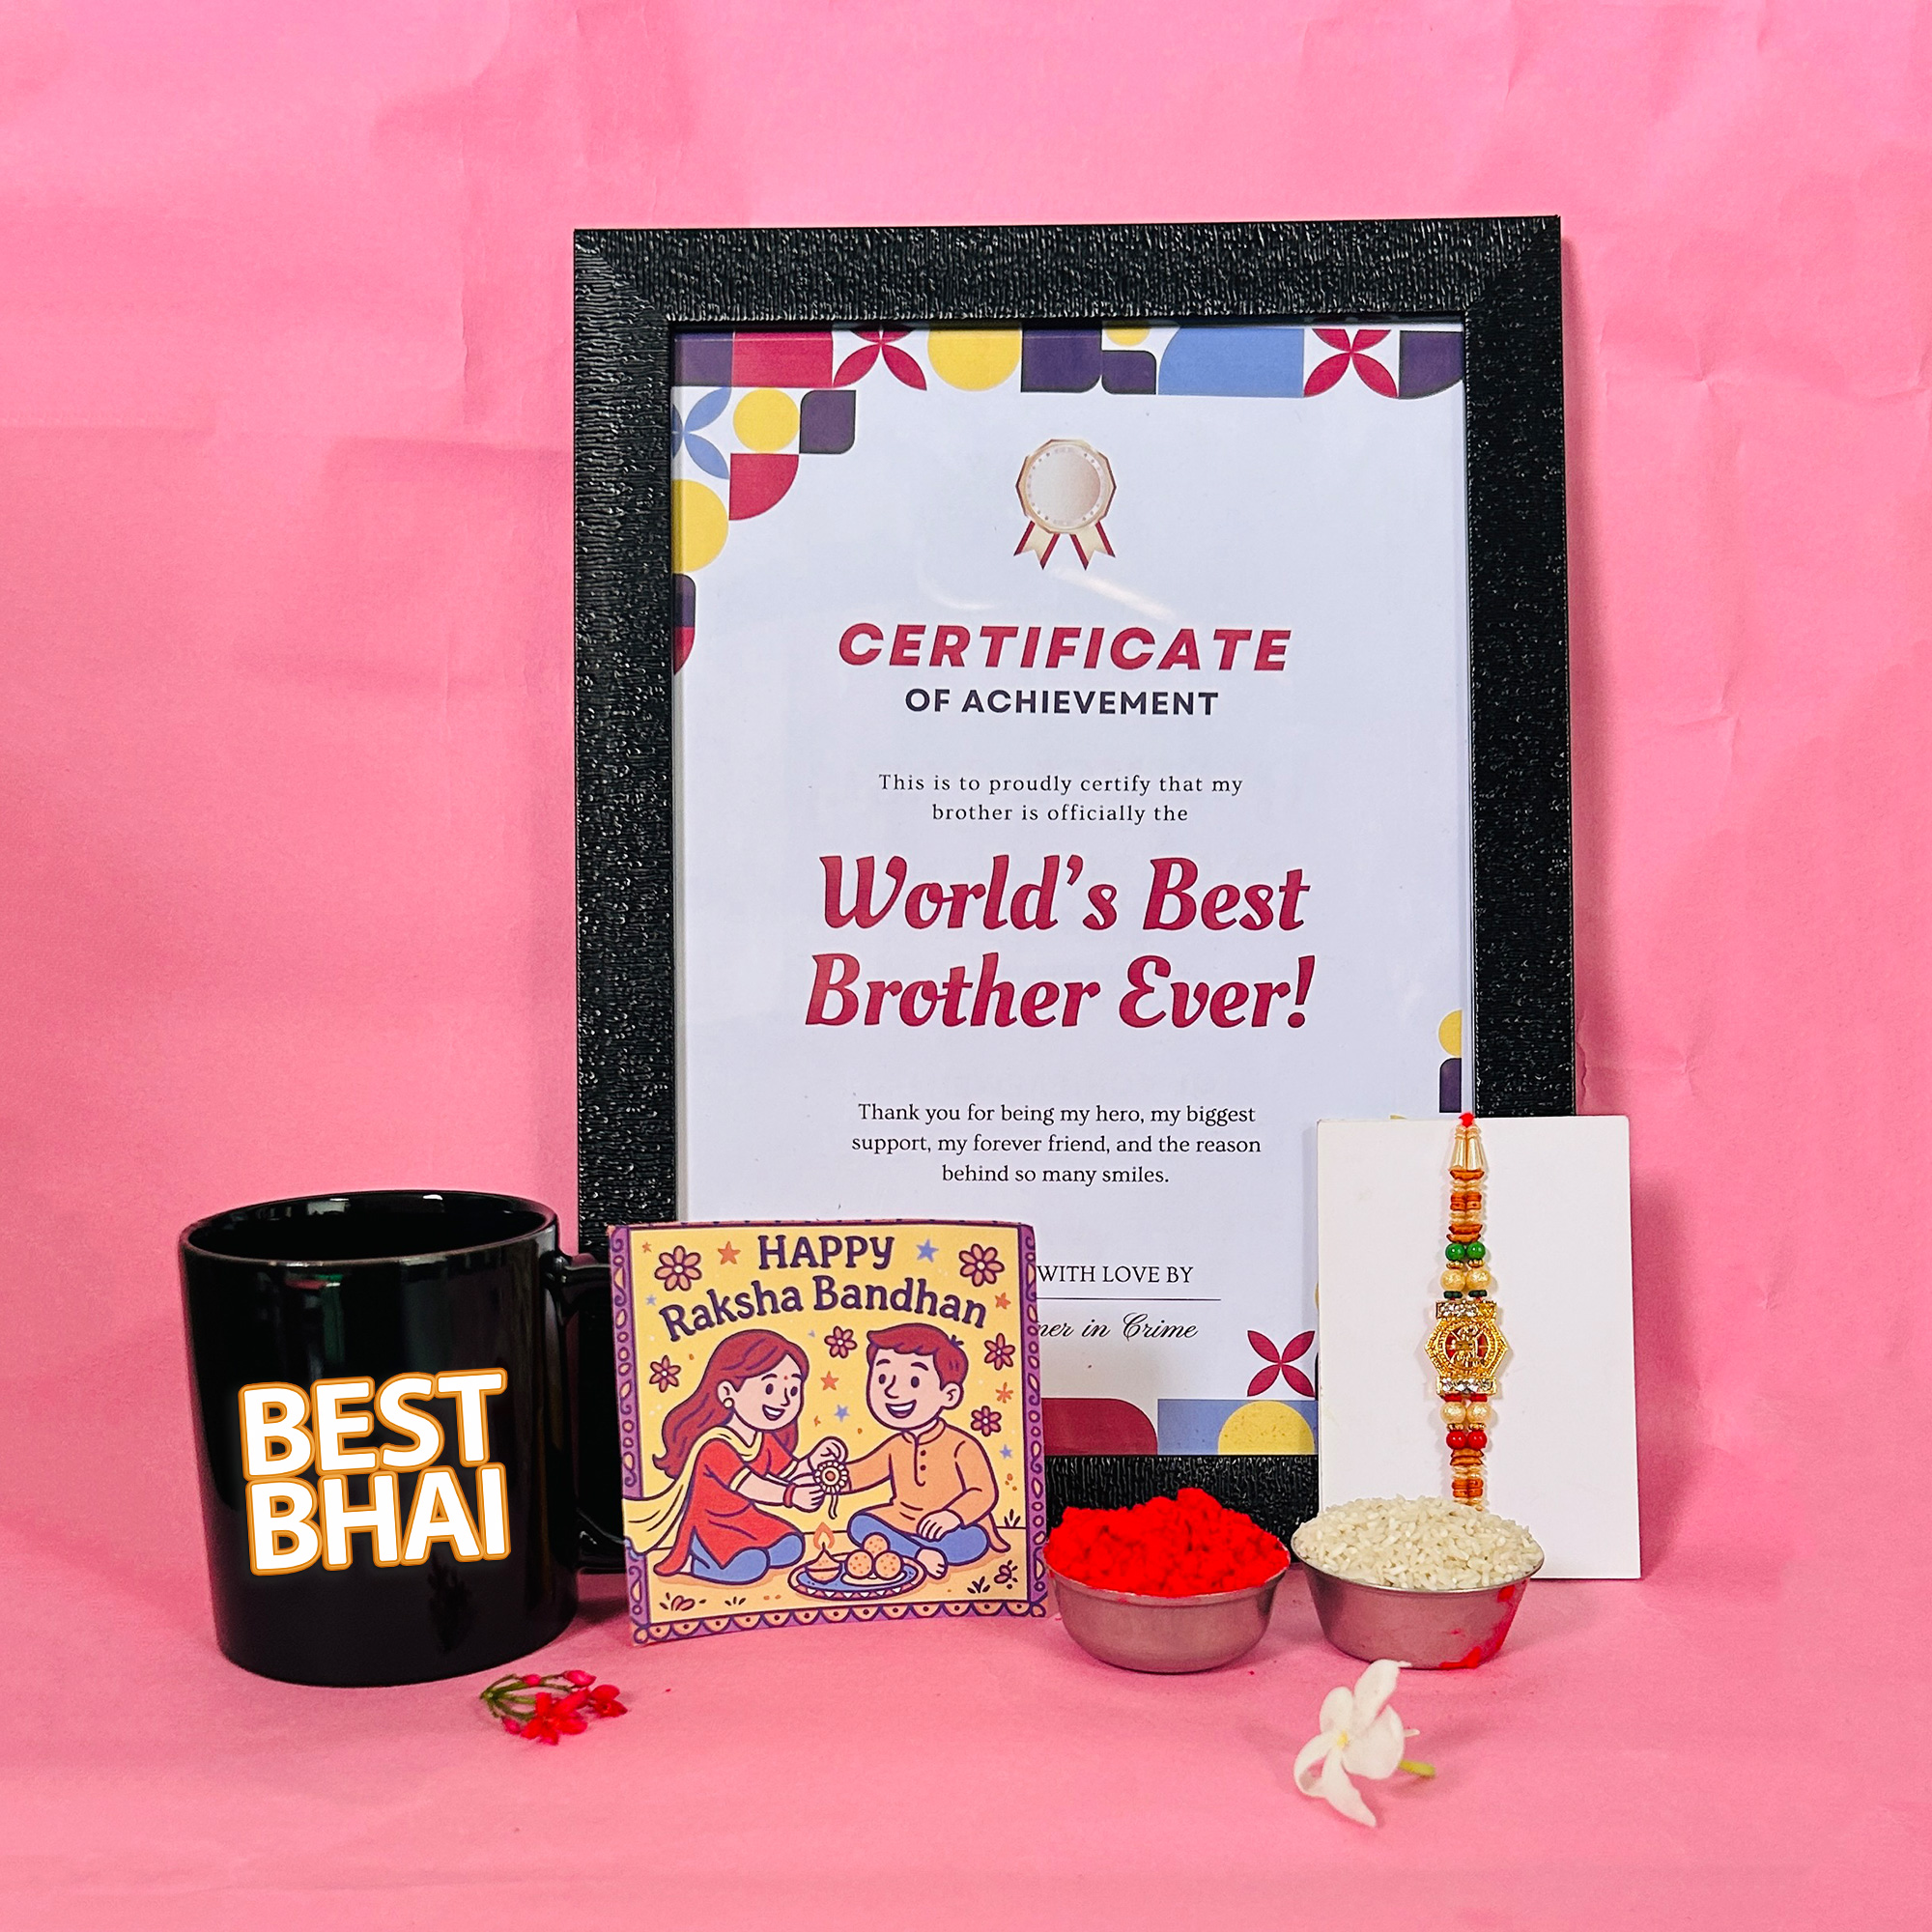 CERTIFICATE
OF ACHIEVEMENT
This is to proudly certify that my
brother is officially the
World's Best
Brother Ever!
Thank you for being my hero, my biggest
support, my forever friend, and the reason
behind so many smiles.
WITH LOVE BY
in Crime
HAPPY
Raksha Bandhan
BEST
BHAI